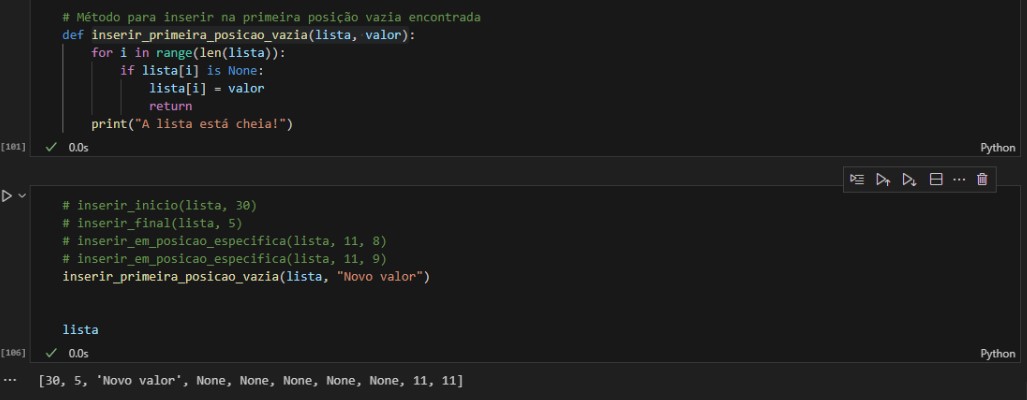 # Método para inserir na primeira posição vazia encontrada
def inserir_primeira_posicao_vazia(lista, valor):
for i in range(len(lista)):
if lista[i] is None:
lista[i] = valor
return
print("A lista está cheia!")
[101] 0.0s Python
# inserir_inicio(lista, 30)
# inserir_final(lista, 5)
# inserir_em_posicao_especifica(lista, 11, 8)
# inserir_em_posicao_especifica(lista, 11, 9)
inserir_primeira_posicao_vazia(lista, "Novo valor")
lista
[106] 0.0s Python
... [30, 5, 'Novo valor', None, None, None, None, None, 11, 11]